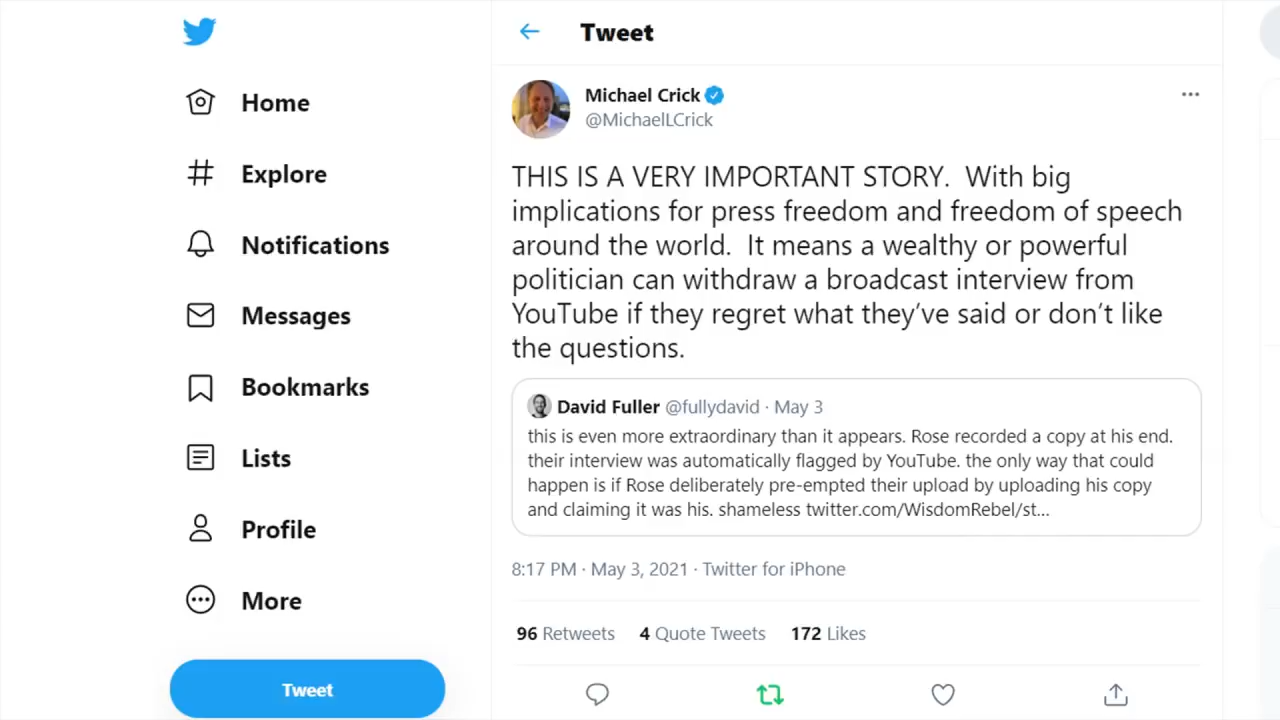 Home
Explore
Notifications
Messages
Bookmarks
Lists
Profile
More
Tweet
Tweet
Michael Crick
@MichaelLCrick
THIS IS A VERY IMPORTANT STORY.  With big
implications for press freedom and freedom of speech
around the world.  It means a wealthy or powerful
politician can withdraw a broadcast interview from
YouTube if they regret what they've said or don't like
the questions.
David Fuller @fullydavid · May 3
this is even more extraordinary than it appears. Rose recorded a copy at his end.
their interview was automatically flagged by YouTube. the only way that could
happen is if Rose deliberately pre-empted their upload by uploading his copy
and claiming it was his. shameless twitter.com/WisdomRebel/st...
8:17 PM · May 3, 2021 · Twitter for iPhone
96 Retweets 4 Quote Tweets 172 Likes